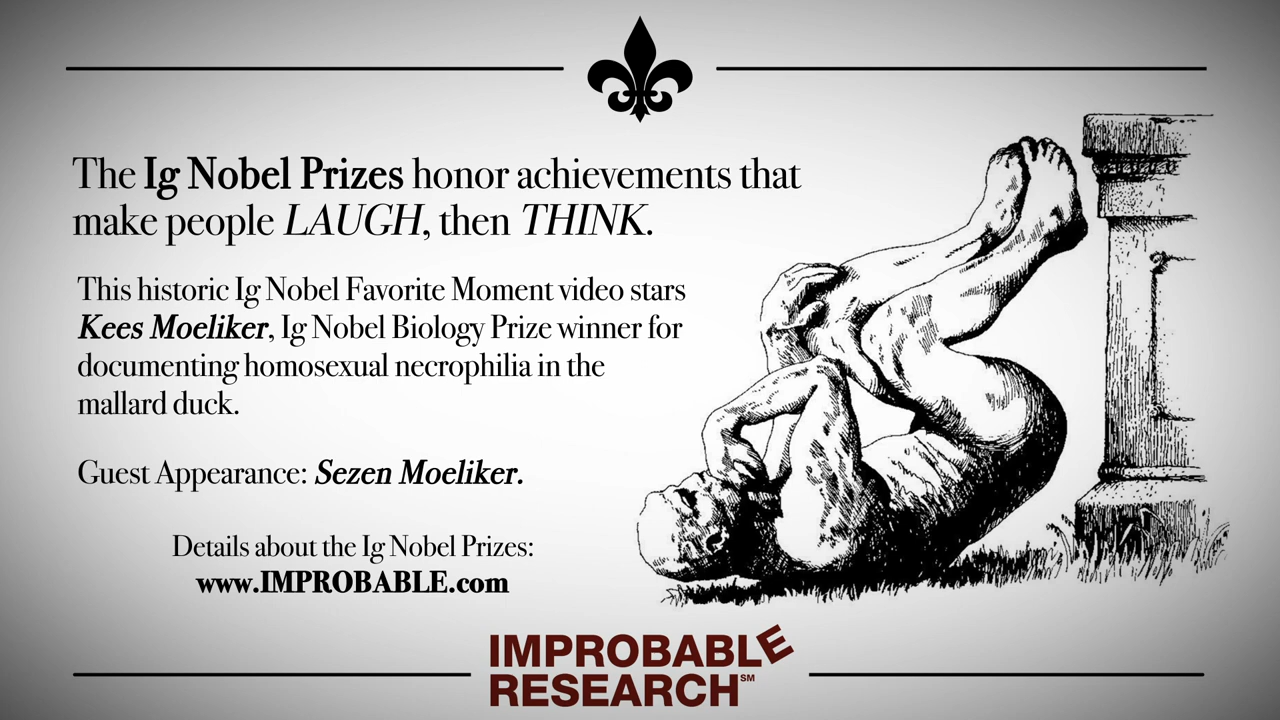 The Ig Nobel Prizes honor achievements that
make people LAUGH, then THINK.
This historic Ig Nobel Favorite Moment video stars
Kees Moeliker, Ig Nobel Biology Prize winner for
documenting homosexual necrophilia in the
mallard duck.
Guest Appearance: Sezen Moeliker.
Details about the Ig Nobel Prizes:
www.IMPROBABLE.com
IMPROBABLE
RESEARCH℠